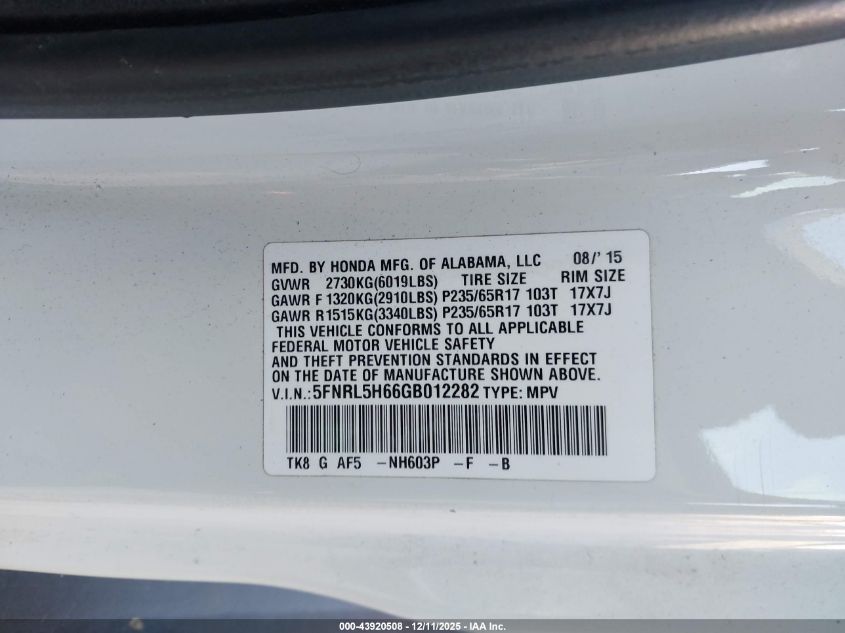 MFD. BY HONDA MFG. OF ALABAMA, LLC 08/' 15
GVWR 2730KG(6019LBS) TIRE SIZE RIM SIZE
GAWR F 1320KG(2910LBS) P235/65R17 103T 17X7J
GAWR R1515KG(3340LBS) P235/65R17 103T 17X7J
THIS VEHICLE CONFORMS TO ALL APPLICABLE
FEDERAL MOTOR VEHICLE SAFETY
AND THEFT PREVENTION STANDARDS IN EFFECT
ON THE DATE OF MANUFACTURE SHOWN ABOVE.
V.I.N.:5FNRL5H66GB012282 TYPE: MPV
TK8 G AF5 -NH603P -F -B
000-43920508 - 12/11/2025 - IAA Inc.